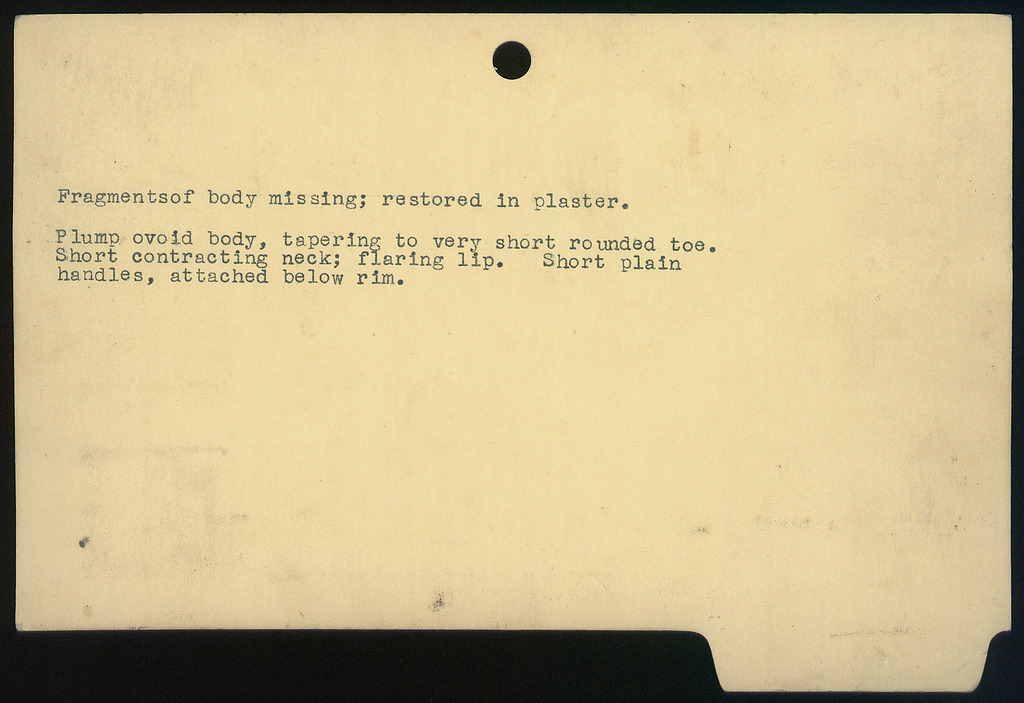 Fragmentsof body missing; restored in plaster.
Plump ovoid body, tapering to very short rounded toe.
Short contracting neck; flaring lip. Short plain
handles, attached below rim.